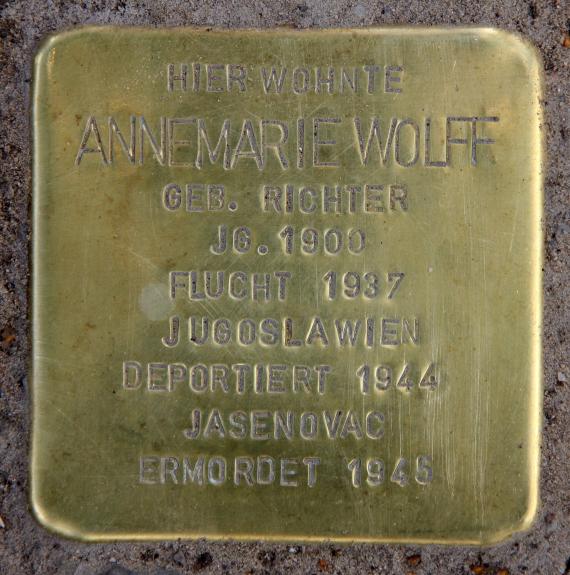 HIER WOHNTE
ANNEMARIE WOLFF
GEB. RICHTER
JG. 1900
FLUCHT 1937
JUGOSLAWIEN
DEPORTIERT 1944
JASENOVAC
ERMORDET 1945